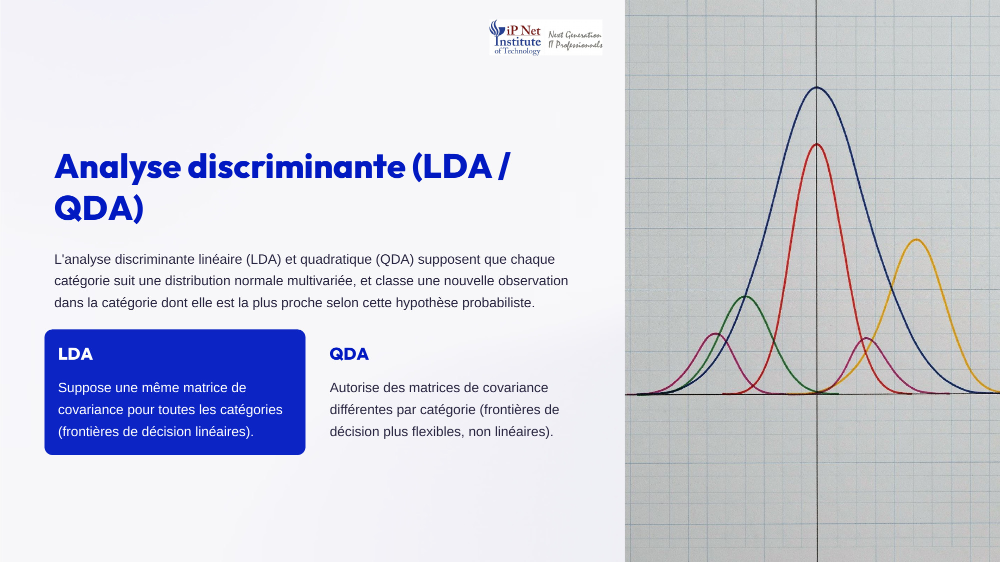 iP Net
Institute
of Technology
Next Generation
IT Professionnels
Analyse discriminante (LDA /
QDA)
L'analyse discriminante linéaire (LDA) et quadratique (QDA) supposent que chaque
catégorie suit une distribution normale multivariée, et classe une nouvelle observation
dans la catégorie dont elle est la plus proche selon cette hypothèse probabiliste.
LDA
Suppose une même matrice de
covariance pour toutes les catégories
(frontières de décision linéaires).
QDA
Autorise des matrices de covariance
différentes par catégorie (frontières de
décision plus flexibles, non linéaires).